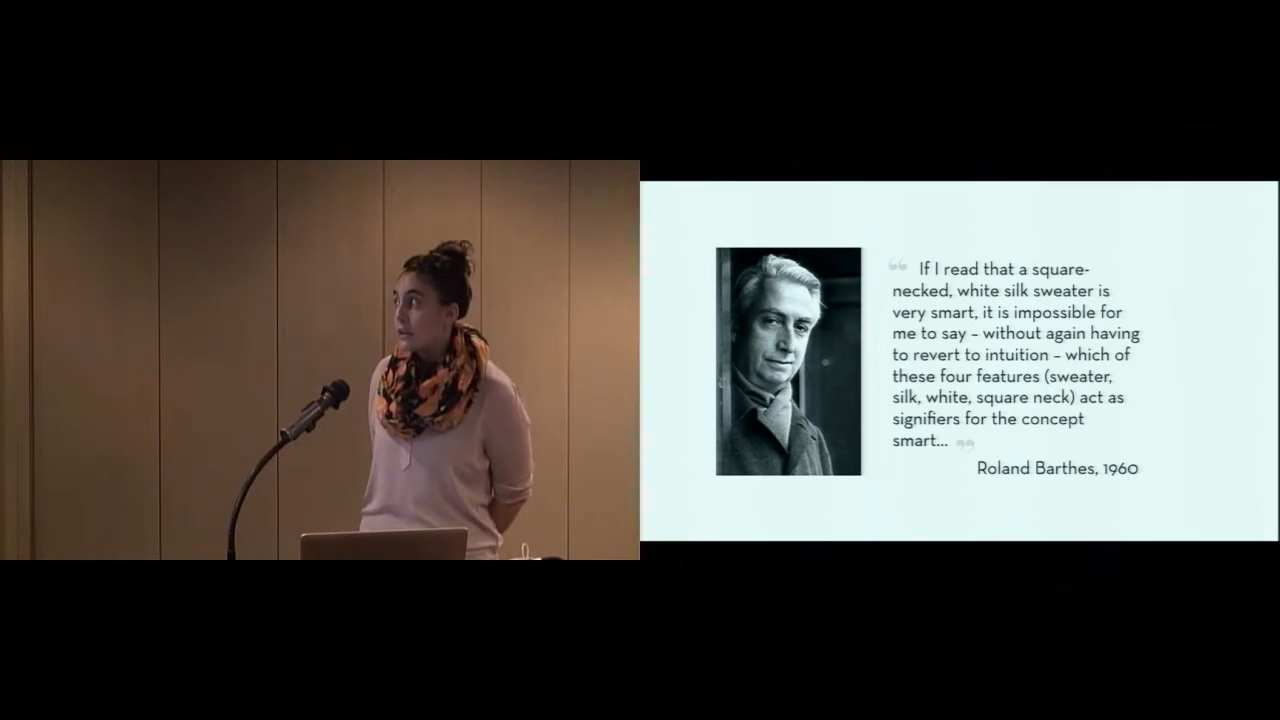 “ If I read that a square-
necked, white silk sweater is
very smart, it is impossible for
me to say – without again having
to revert to intuition – which of
these four features (sweater,
silk, white, square neck) act as
signifiers for the concept
smart... ”
Roland Barthes, 1960